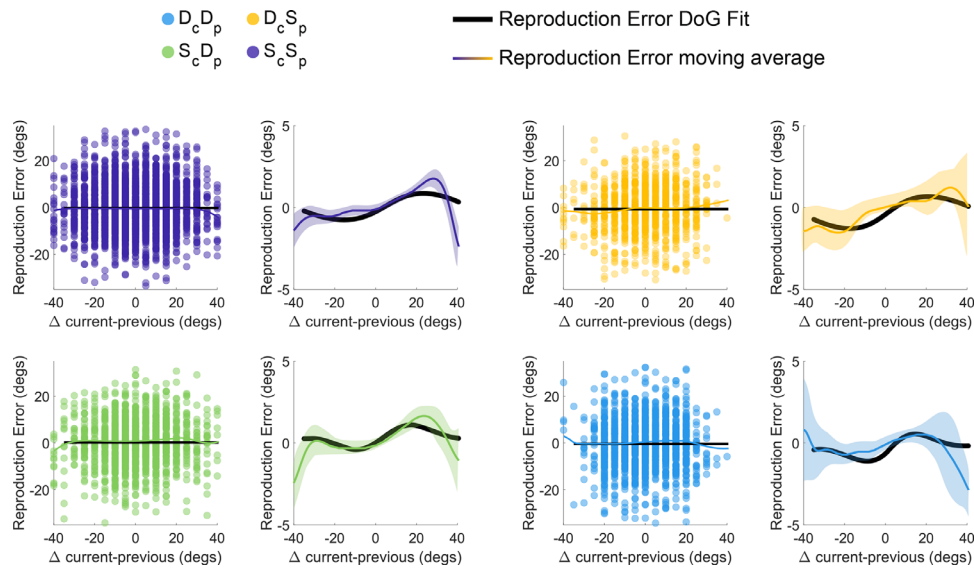 DcDp DcSp Reproduction Error DoG Fit
ScDp ScSp Reproduction Error moving average
Reproduction Error (degs)
20
0
-20
-40 -20 0 20 40
Δ current-previous (degs)
Reproduction Error (degs)
5
0
-5
-40 -20 0 20 40
Δ current-previous (degs)
Reproduction Error (degs)
20
0
-20
-40 -20 0 20 40
Δ current-previous (degs)
Reproduction Error (degs)
5
0
-5
-40 -20 0 20 40
Δ current-previous (degs)
Reproduction Error (degs)
20
0
-20
-40 -20 0 20 40
Δ current-previous (degs)
Reproduction Error (degs)
5
0
-5
-40 -20 0 20 40
Δ current-previous (degs)
Reproduction Error (degs)
20
0
-20
-40 -20 0 20 40
Δ current-previous (degs)
Reproduction Error (degs)
5
0
-5
-40 -20 0 20 40
Δ current-previous (degs)